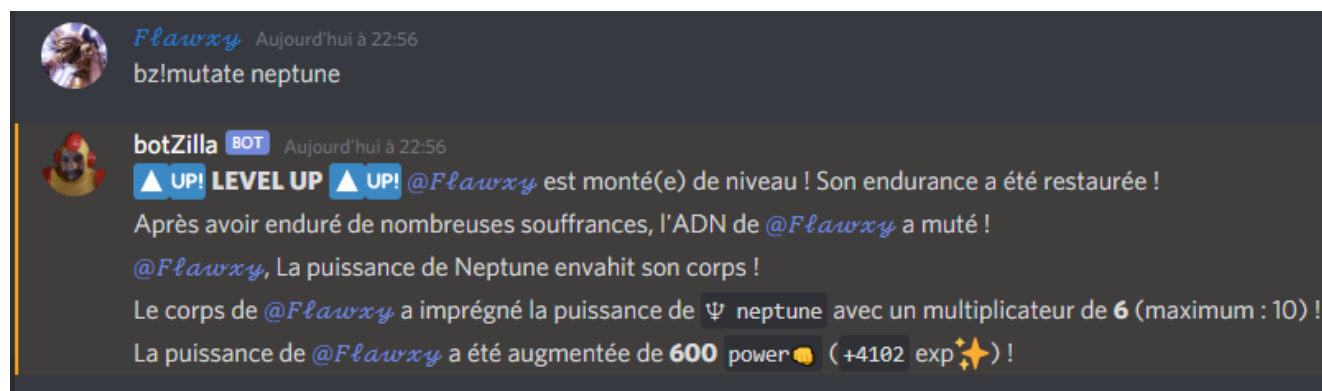 𝓕𝓵𝓪𝔀𝔁𝔂 Aujourd'hui à 22:56
bz!mutate neptune
botZilla BOT Aujourd'hui à 22:56
▲ UP! LEVEL UP ▲ UP! @𝓕𝓵𝓪𝔀𝔁𝔂 est monté(e) de niveau ! Son endurance a été restaurée !
Après avoir enduré de nombreuses souffrances, l'ADN de @𝓕𝓵𝓪𝔀𝔁𝔂 a muté !
@𝓕𝓵𝓪𝔀𝔁𝔂, La puissance de Neptune envahit son corps !
Le corps de @𝓕𝓵𝓪𝔀𝔁𝔂 a imprégné la puissance de ♆ neptune avec un multiplicateur de 6 (maximum : 10) !
La puissance de @𝓕𝓵𝓪𝔀𝔁𝔂 a été augmentée de 600 power👊 (+4102 exp✨) !